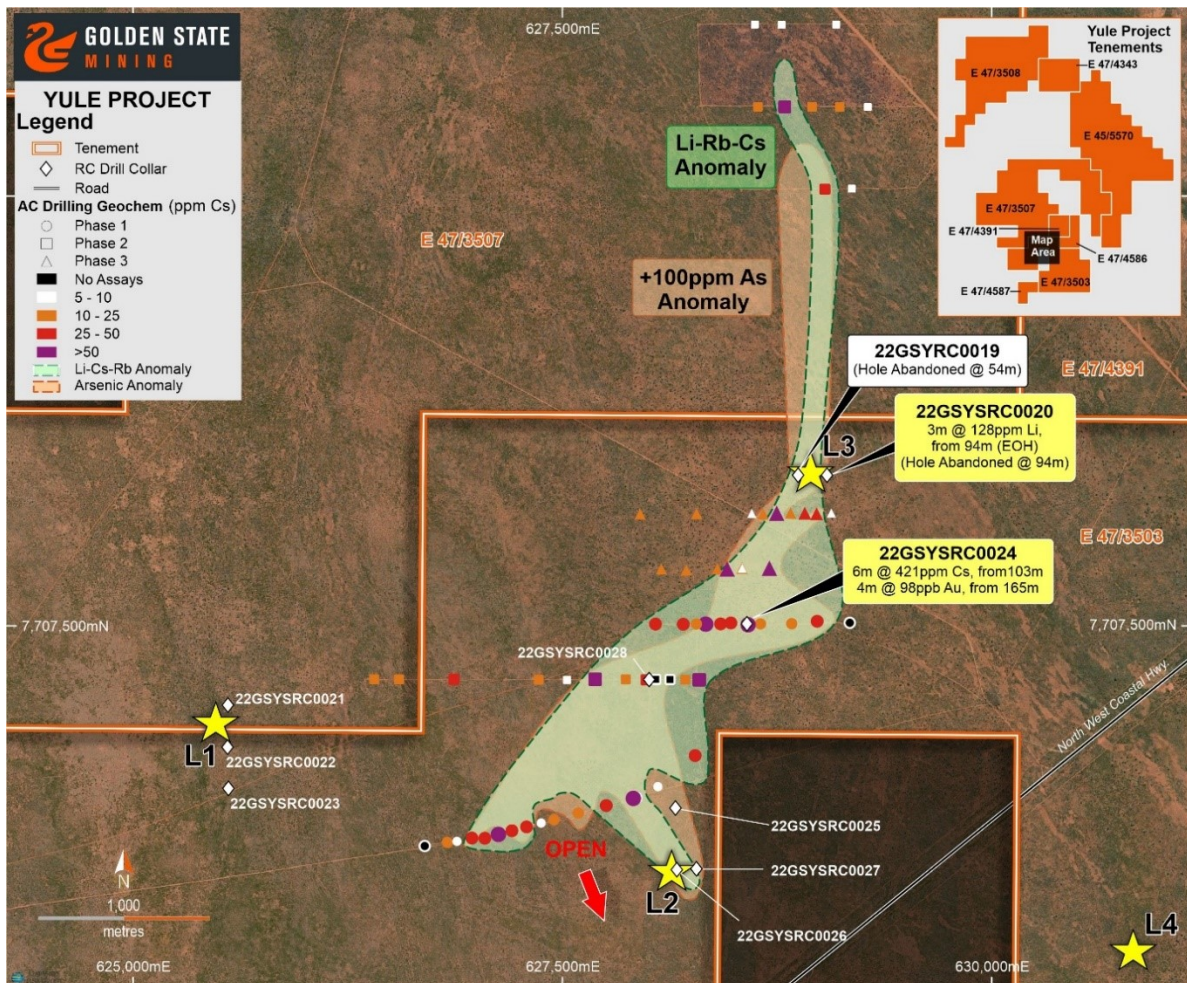 GOLDEN STATE
MINING
YULE PROJECT
Legend
Tenement
RC Drill Collar
Road
AC Drilling Geochem (ppm Cs)
Phase 1
Phase 2
Phase 3
No Assays
5 - 10
10 - 25
25 - 50
>50
Li-Cs-Rb Anomaly
Arsenic Anomaly
627,500mE
Yule Project
Tenements
E 47/4343
E 47/3508
E 45/5570
E 47/3507
E 47/4391
Map
Area
E 47/4586
E 47/4587
E 47/3503
Li-Rb-Cs
Anomaly
E 47/3507
+100ppm As
Anomaly
22GSYRC0019
(Hole Abandoned @ 54m)
E 47/4391
22GSYSRC0020
3m @ 128ppm Li,
from 94m (EOH)
(Hole Abandoned @ 94m)
L3
E 47/3503
22GSYSRC0024
6m @ 421ppm Cs, from103m
4m @ 98ppb Au, from 165m
7,707,500mN
7,707,500mN
22GSYSRC0028
22GSYSRC0021
L1
22GSYSRC0022
22GSYSRC0023
North West Coastal Hwy.
22GSYSRC0025
OPEN
22GSYSRC0027
L2
22GSYSRC0026
N
1,000
metres
L4
625,000mE
627,500mE
630,000mE